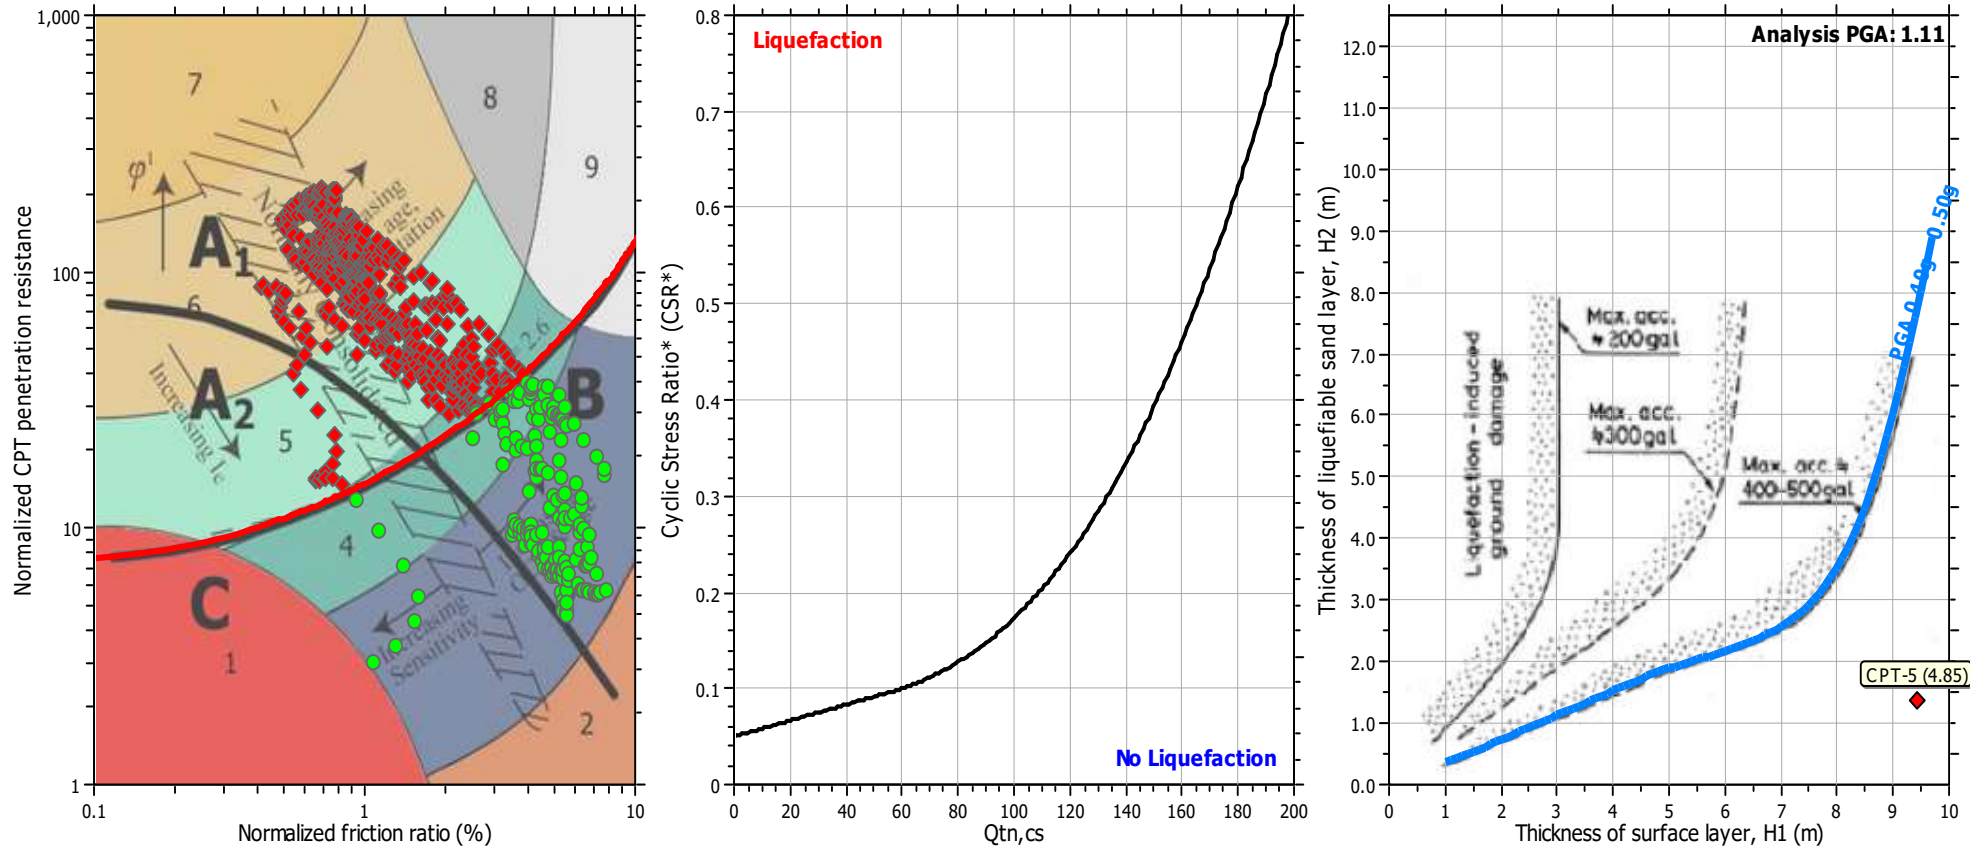 1,000
100
10
1
0.1
1
10
Normalized CPT penetration resistance
Normalized friction ratio (%)
7
8
9
φ'
A1
6
A2
Increasing Ic
5
2.6
B
4
C
1
Increasing
Sensitivity
2
0.8
0.7
0.6
0.5
0.4
0.3
0.2
0.1
0
0
20
40
60
80
100
120
140
160
180
200
Cyclic Stress Ratio* (CSR*)
Qtn,cs
Liquefaction
No Liquefaction
Analysis PGA: 1.11
12.0
11.0
10.0
9.0
8.0
7.0
6.0
5.0
4.0
3.0
2.0
1.0
0.0
0
1
2
3
4
5
6
7
8
9
10
Thickness of liquefiable sand layer, H2 (m)
Thickness of surface layer, H1 (m)
Liquefaction - induced
ground damage
Max. acc.
≒ 200gal
Max. acc.
≒300gal
Max. acc ≒
400-500gal
PGA 0.40g - 0.50g
CPT-5 (4.85)